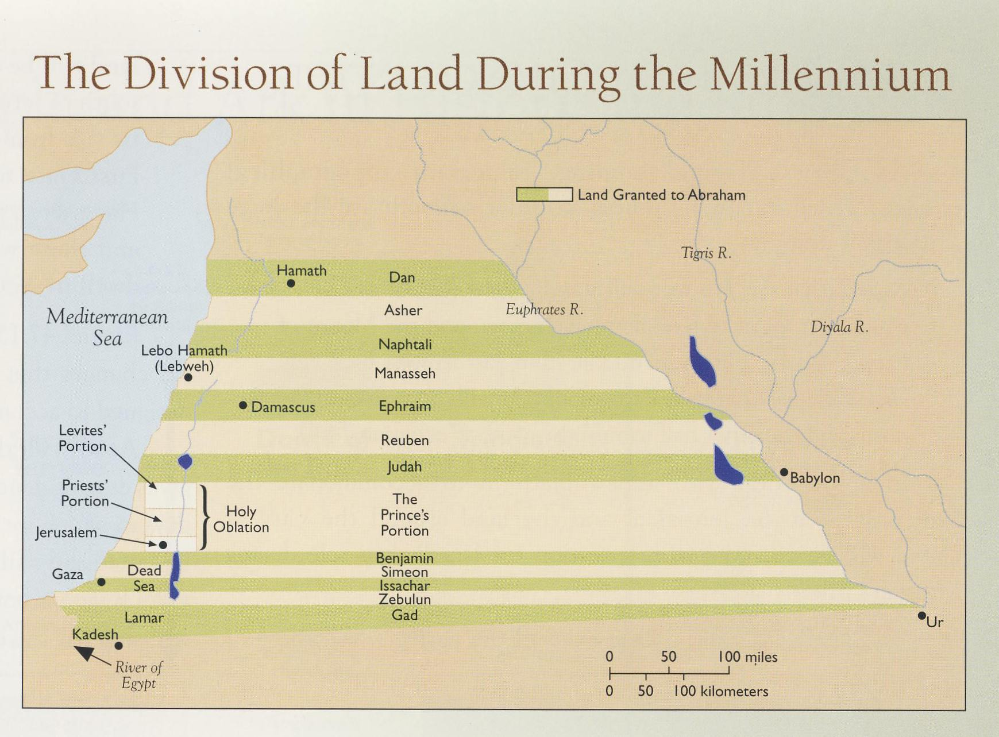 The Division of Land During the Millennium
Land Granted to Abraham
Tigris R.
Hamath
Dan
Asher
Euphrates R.
Mediterranean
Sea
Diyala R.
Naphtali
Lebo Hamath
(Lebweh)
Manasseh
Damascus
Ephraim
Levites'
Portion
Reuben
Judah
Babylon
Priests'
Portion
The
Prince's
Portion
Holy
Oblation
Jerusalem
Benjamin
Gaza
Dead
Sea
Simeon
Issachar
Zebulun
Lamar
Gad
Ur
Kadesh
River of
Egypt
0 50 100 miles
0 50 100 kilometers